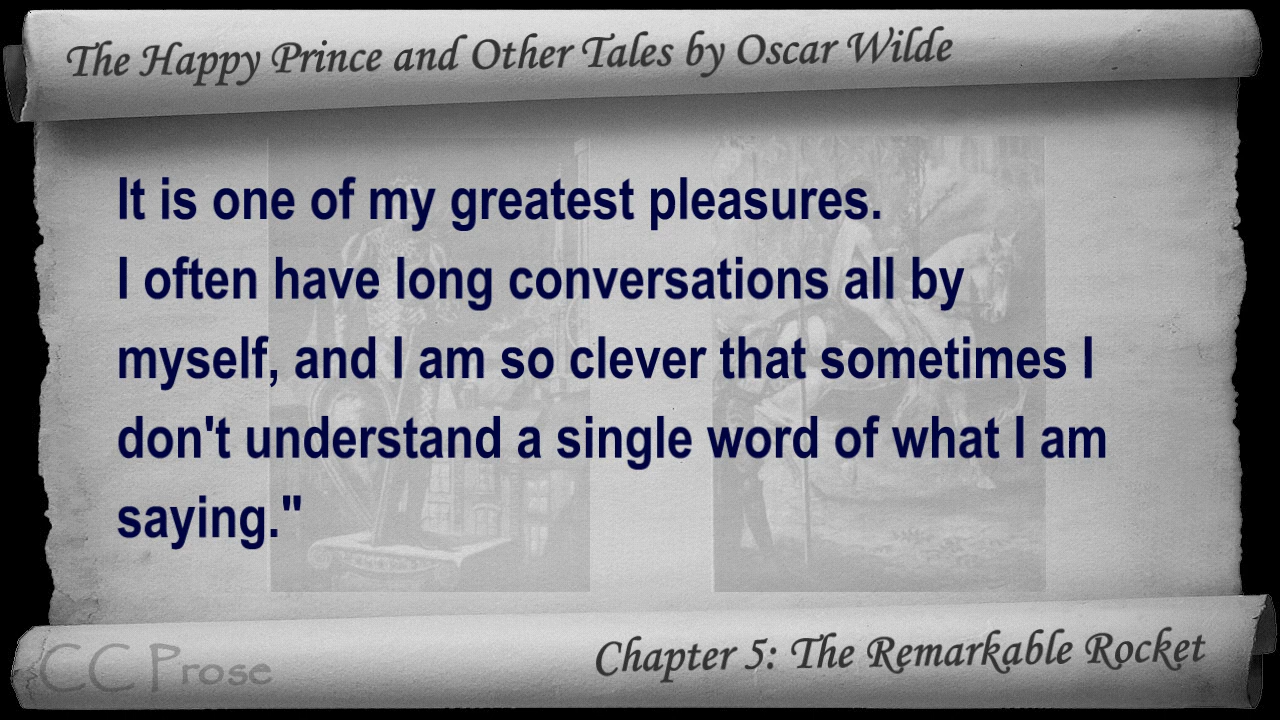 The Happy Prince and Other Tales by Oscar Wilde
It is one of my greatest pleasures.
I often have long conversations all by
myself, and I am so clever that sometimes I
don't understand a single word of what I am
saying."
CC Prose
Chapter 5: The Remarkable Rocket